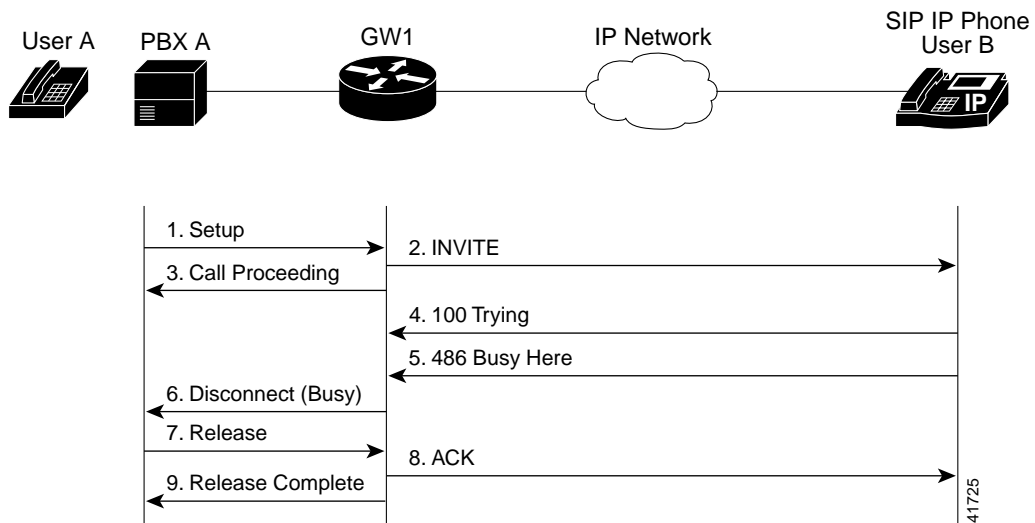 User A
PBX A
GW1
IP Network
SIP IP Phone
User B
IP
1. Setup
2. INVITE
3. Call Proceeding
4. 100 Trying
5. 486 Busy Here
6. Disconnect (Busy)
7. Release
8. ACK
9. Release Complete
41725